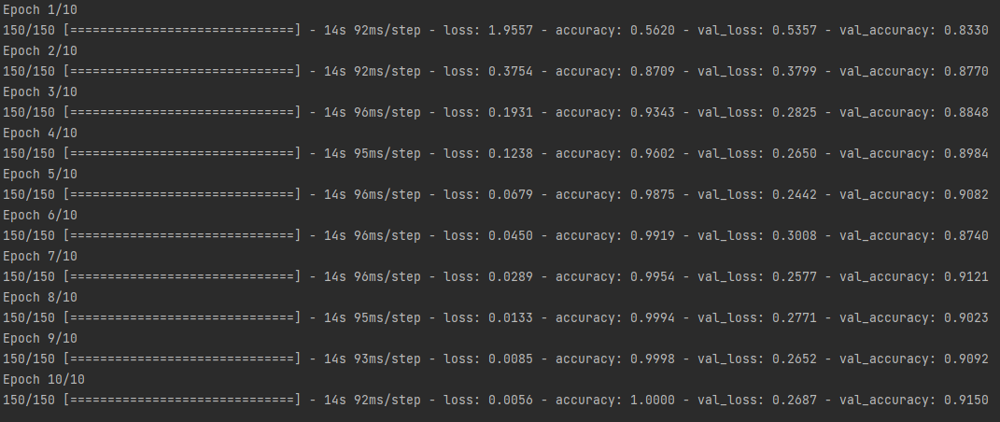 Epoch 1/10
150/150 [==============================] - 14s 92ms/step - loss: 1.9557 - accuracy: 0.5620 - val_loss: 0.5357 - val_accuracy: 0.8330
Epoch 2/10
150/150 [==============================] - 14s 92ms/step - loss: 0.3754 - accuracy: 0.8709 - val_loss: 0.3799 - val_accuracy: 0.8770
Epoch 3/10
150/150 [==============================] - 14s 96ms/step - loss: 0.1931 - accuracy: 0.9343 - val_loss: 0.2825 - val_accuracy: 0.8848
Epoch 4/10
150/150 [==============================] - 14s 95ms/step - loss: 0.1238 - accuracy: 0.9602 - val_loss: 0.2650 - val_accuracy: 0.8984
Epoch 5/10
150/150 [==============================] - 14s 96ms/step - loss: 0.0679 - accuracy: 0.9875 - val_loss: 0.2442 - val_accuracy: 0.9082
Epoch 6/10
150/150 [==============================] - 14s 96ms/step - loss: 0.0450 - accuracy: 0.9919 - val_loss: 0.3008 - val_accuracy: 0.8740
Epoch 7/10
150/150 [==============================] - 14s 96ms/step - loss: 0.0289 - accuracy: 0.9954 - val_loss: 0.2577 - val_accuracy: 0.9121
Epoch 8/10
150/150 [==============================] - 14s 95ms/step - loss: 0.0133 - accuracy: 0.9994 - val_loss: 0.2771 - val_accuracy: 0.9023
Epoch 9/10
150/150 [==============================] - 14s 93ms/step - loss: 0.0085 - accuracy: 0.9998 - val_loss: 0.2652 - val_accuracy: 0.9092
Epoch 10/10
150/150 [==============================] - 14s 92ms/step - loss: 0.0056 - accuracy: 1.0000 - val_loss: 0.2687 - val_accuracy: 0.9150